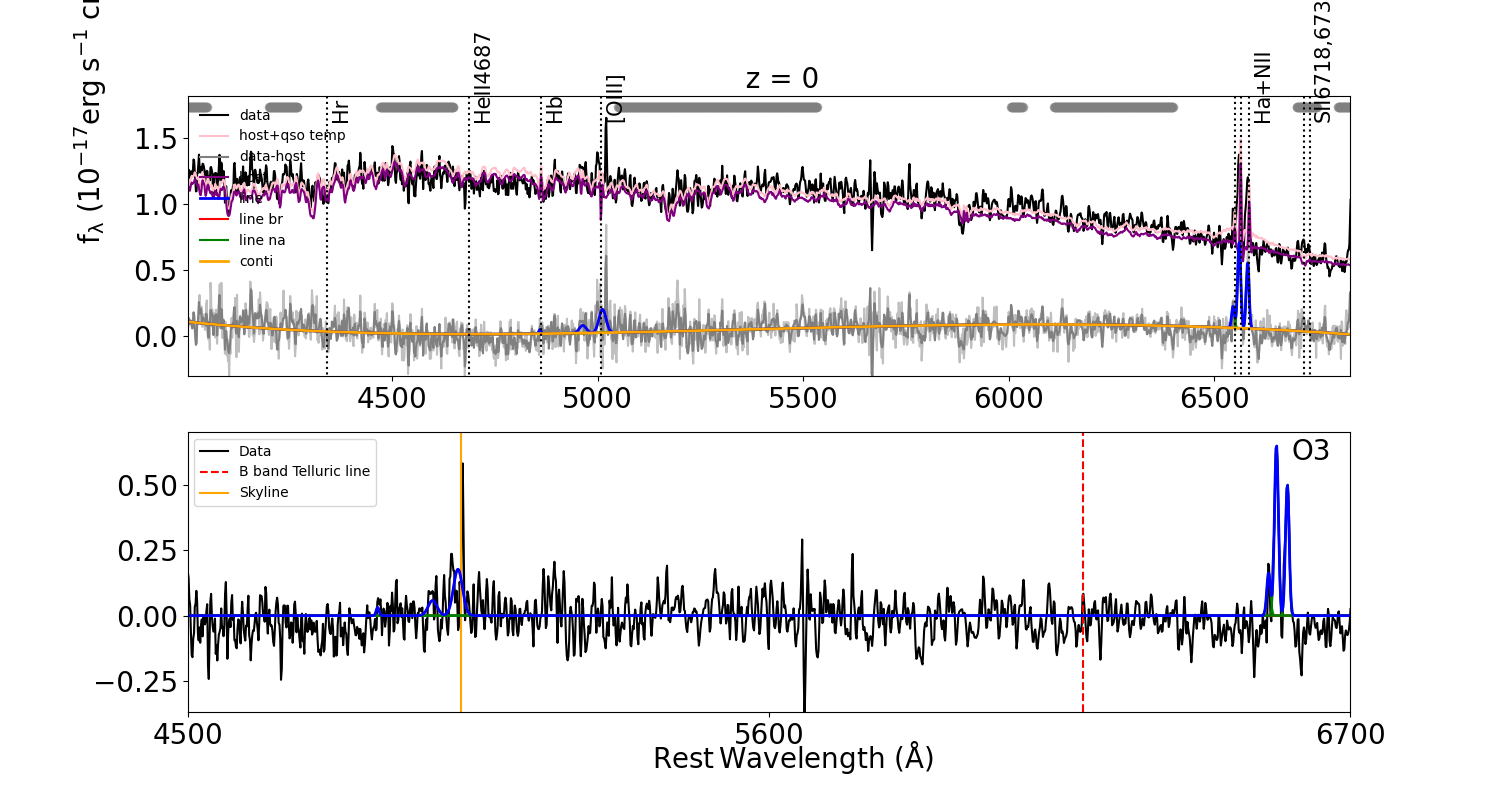 z = 0
f_λ (10⁻¹⁷erg s⁻¹ c
Hr
HeII4687
Hb
[OIII]
Ha+NII
SII6718,673
data
host+qso temp
data-host
line
line br
line na
conti
1.5
1.0
0.5
0.0
4500 5000 5500 6000 6500
Data
B band Telluric line
Skyline
O3
0.50
0.25
0.00
−0.25
4500 5600 6700
Rest Wavelength (Å)